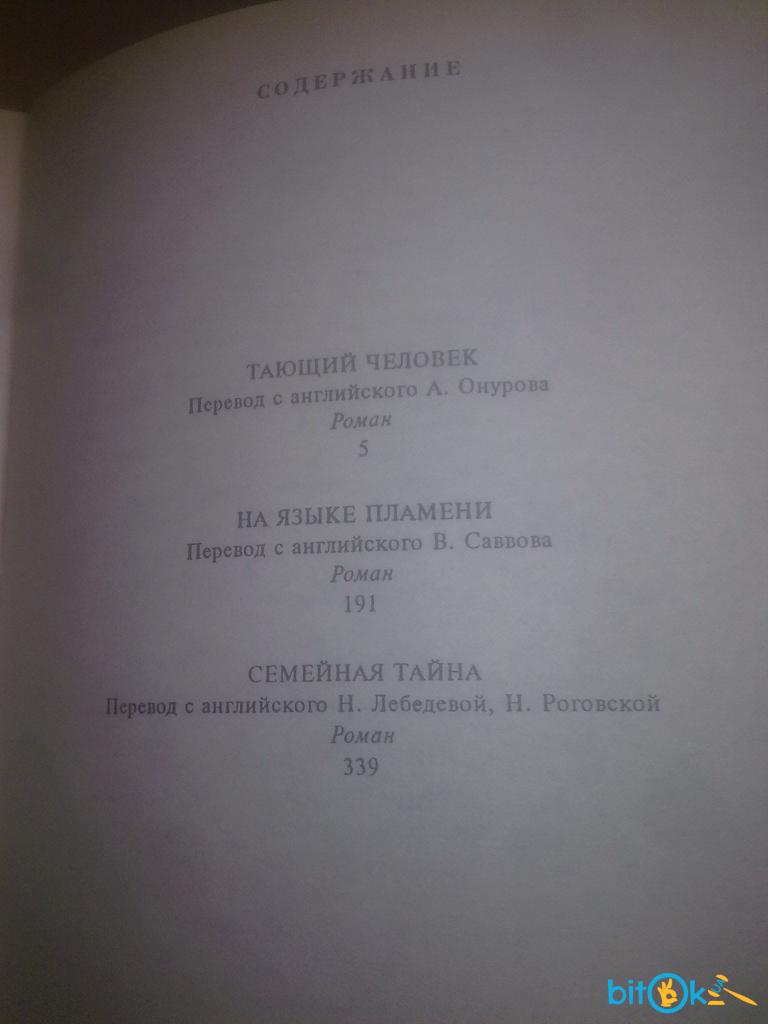 СОДЕРЖАНИЕ
ТАЮЩИЙ ЧЕЛОВЕК
Перевод с английского А. Онурова
Роман
5
НА ЯЗЫКЕ ПЛАМЕНИ
Перевод с английского В. Саввова
Роман
191
СЕМЕЙНАЯ ТАЙНА
Перевод с английского Н. Лебедевой, Н. Роговской
Роман
339
bitOk UA